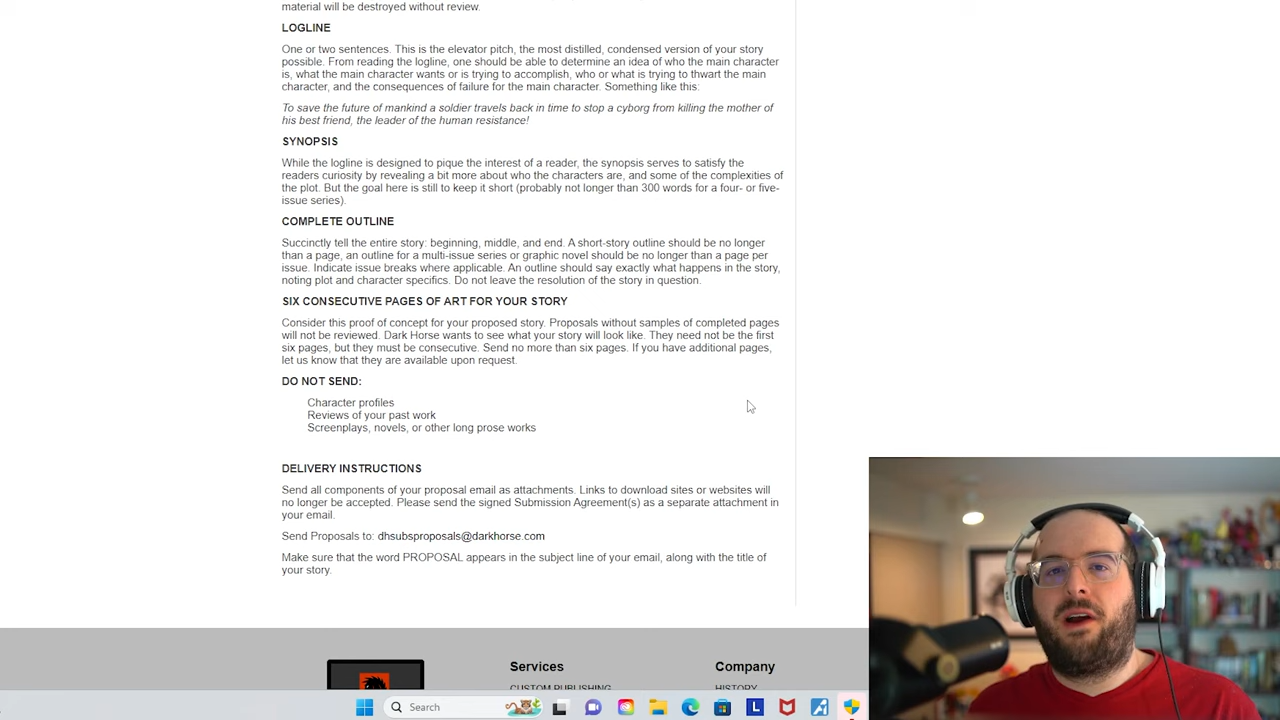 material will be destroyed without review.
LOGLINE
One or two sentences. This is the elevator pitch, the most distilled, condensed version of your story
possible. From reading the logline, one should be able to determine an idea of who the main character
is, what the main character wants or is trying to accomplish, who or what is trying to thwart the main
character, and the consequences of failure for the main character. Something like this:
To save the future of mankind a soldier travels back in time to stop a cyborg from killing the mother of
his best friend, the leader of the human resistance!
SYNOPSIS
While the logline is designed to pique the interest of a reader, the synopsis serves to satisfy the
readers curiosity by revealing a bit more about who the characters are, and some of the complexities of
the plot. But the goal here is still to keep it short (probably not longer than 300 words for a four- or five-
issue series).
COMPLETE OUTLINE
Succinctly tell the entire story: beginning, middle, and end. A short-story outline should be no longer
than a page, an outline for a multi-issue series or graphic novel should be no longer than a page per
issue. Indicate issue breaks where applicable. An outline should say exactly what happens in the story,
noting plot and character specifics. Do not leave the resolution of the story in question.
SIX CONSECUTIVE PAGES OF ART FOR YOUR STORY
Consider this proof of concept for your proposed story. Proposals without samples of completed pages
will not be reviewed. Dark Horse wants to see what your story will look like. They need not be the first
six pages, but they must be consecutive. Send no more than six pages. If you have additional pages,
let us know that they are available upon request.
DO NOT SEND:
Character profiles
Reviews of your past work
Screenplays, novels, or other long prose works
DELIVERY INSTRUCTIONS
Send all components of your proposal email as attachments. Links to download sites or websites will
no longer be accepted. Please send the signed Submission Agreement(s) as a separate attachment in
your email.
Send Proposals to: dhsubsproposals@darkhorse.com
Make sure that the word PROPOSAL appears in the subject line of your email, along with the title of
your story.
Services
Company
CUSTOM PUBLISHING
HISTORY
Search
L